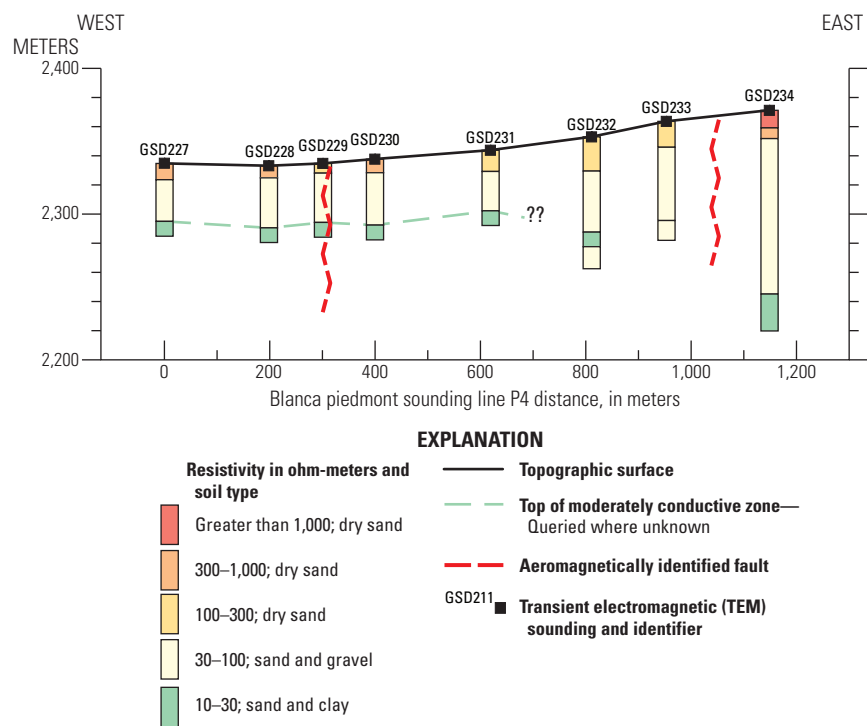 WEST
EAST
METERS
2,400
2,300
2,200
GSD227
GSD228
GSD229
GSD230
GSD231
GSD232
GSD233
GSD234
??
0
200
400
600
800
1,000
1,200
Blanca piedmont sounding line P4 distance, in meters
EXPLANATION
Resistivity in ohm-meters and
soil type
Greater than 1,000; dry sand
300–1,000; dry sand
100–300; dry sand
30–100; sand and gravel
10–30; sand and clay
Topographic surface
Top of moderately conductive zone—
Queried where unknown
Aeromagnetically identified fault
GSD211
Transient electromagnetic (TEM)
sounding and identifier